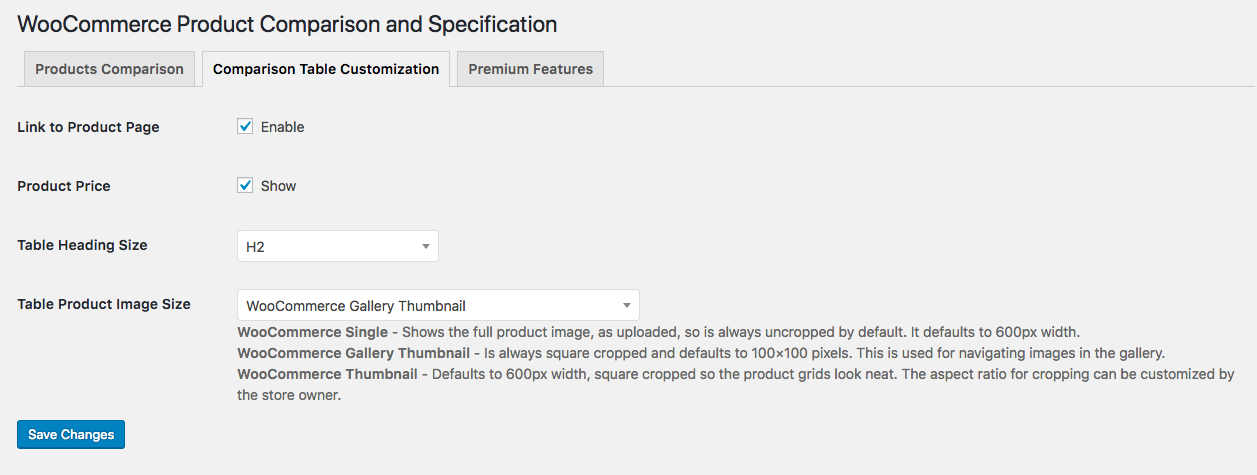 WooCommerce Product Comparison and Specification
Products Comparison
Comparison Table Customization
Premium Features
Link to Product Page
Enable
Product Price
Show
Table Heading Size
H2
Table Product Image Size
WooCommerce Gallery Thumbnail
WooCommerce Single - Shows the full product image, as uploaded, so is always uncropped by default. It defaults to 600px width.
WooCommerce Gallery Thumbnail - Is always square cropped and defaults to 100×100 pixels. This is used for navigating images in the gallery.
WooCommerce Thumbnail - Defaults to 600px width, square cropped so the product grids look neat. The aspect ratio for cropping can be customized by
the store owner.
Save Changes